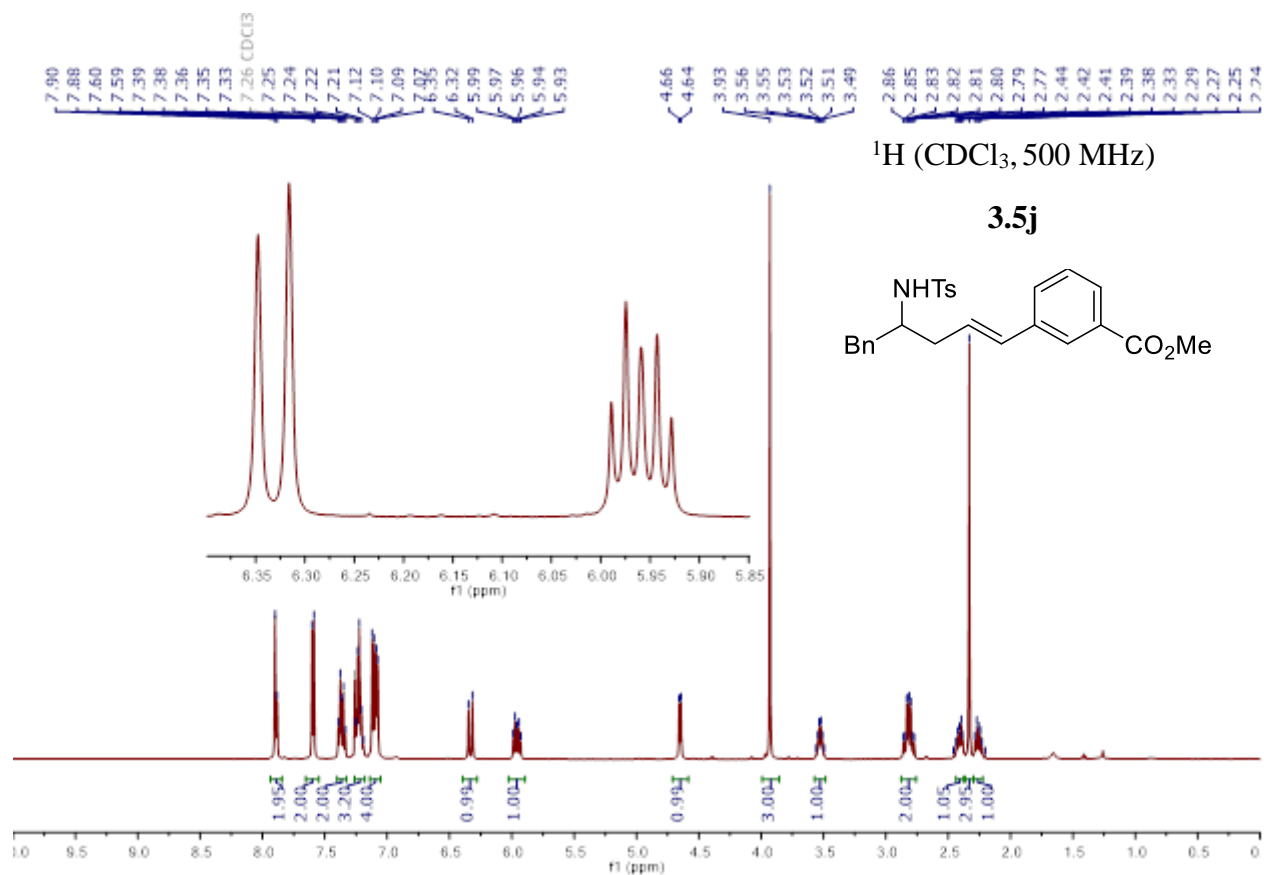 7.90 7.88 7.60 7.59 7.39 7.38 7.36 7.35 7.33 7.26 CDCl3 7.25 7.24 7.22 7.21 7.12 7.10 7.09 7.07 6.35 6.32 5.99 5.97 5.96 5.94 5.93 4.66 4.64 3.93 3.56 3.55 3.53 3.52 3.51 3.49 2.86 2.85 2.83 2.82 2.81 2.80 2.79 2.77 2.44 2.42 2.41 2.39 2.38 2.33 2.29 2.27 2.25 2.24
¹H (CDCl₃, 500 MHz)
3.5j
NHTs
Bn
CO₂Me
6.35 6.30 6.25 6.20 6.15 6.10 6.05 6.00 5.95 5.90 5.85
f1 (ppm)
1.95 2.00 2.00 3.20 4.00 0.99 1.00 0.99 3.00 1.00 2.00 1.05 2.95 1.00
9.5 9.0 8.5 8.0 7.5 7.0 6.5 6.0 5.5 5.0 4.5 4.0 3.5 3.0 2.5 2.0 1.5 1.0 0.5
f1 (ppm)